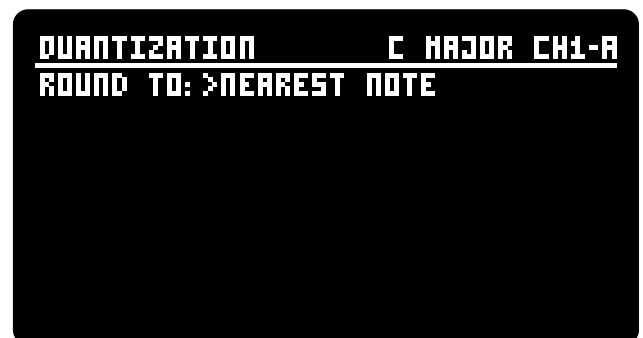 QUANTIZATION C MAJOR CH1-A
ROUND TO: >NEAREST NOTE